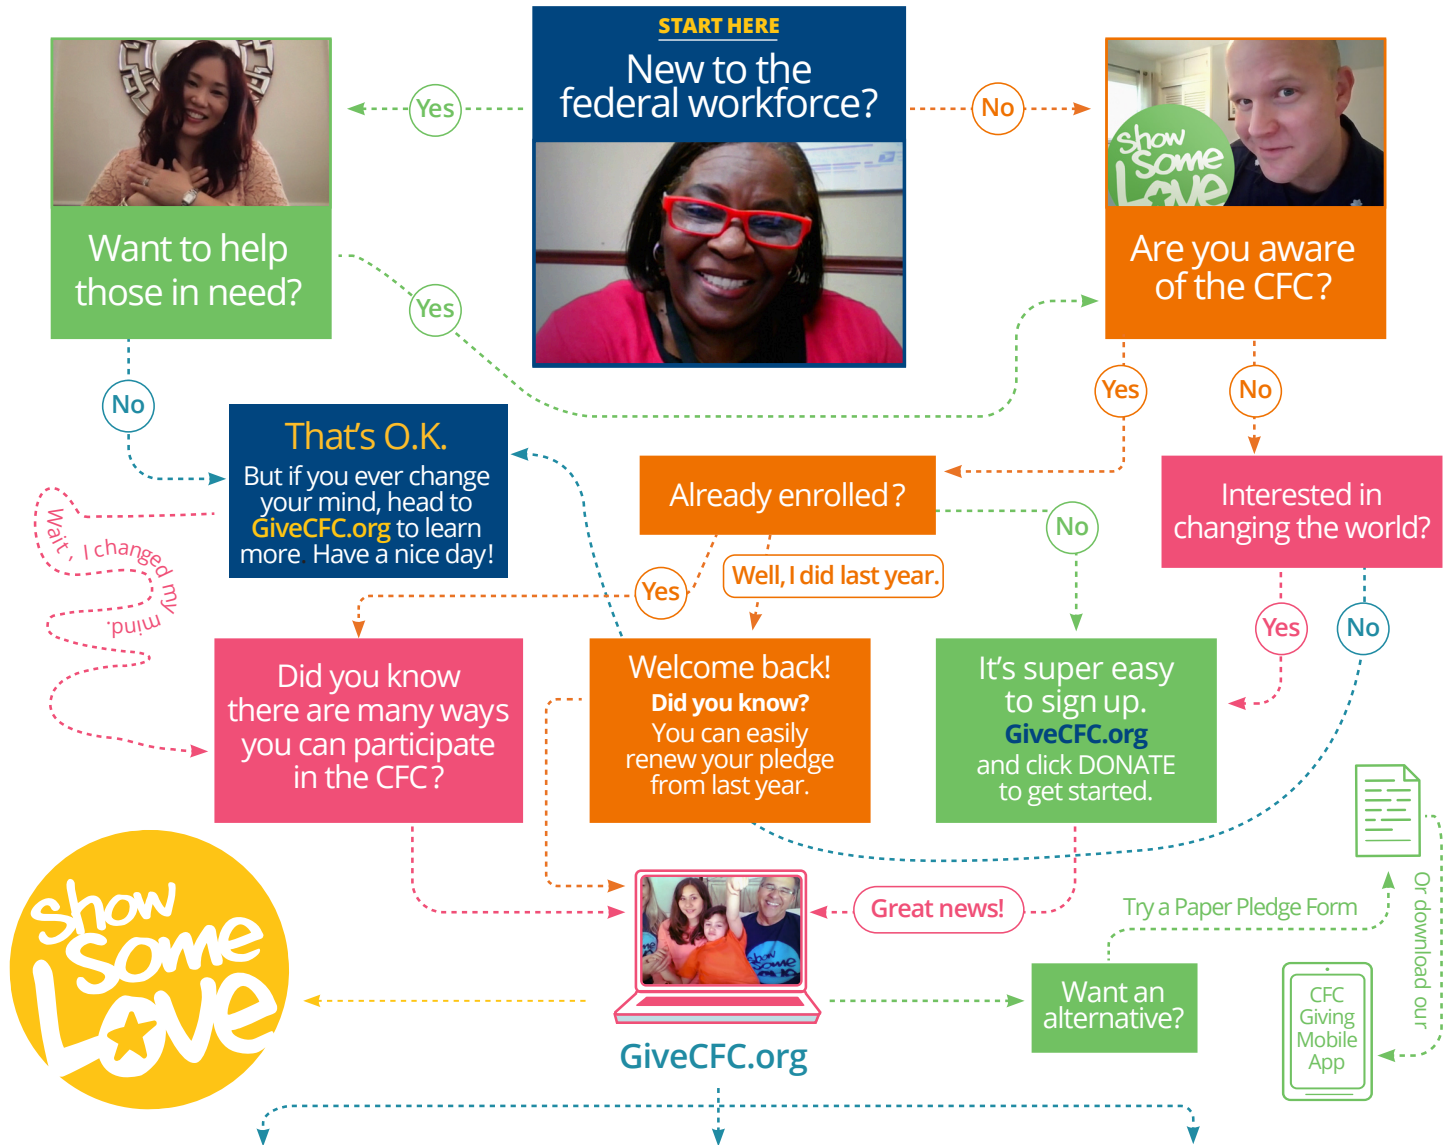 START HERE
New to the
federal workforce?
Yes
No
show
some
Love
Want to help
those in need?
Yes
Are you aware
of the CFC?
No
Yes
No
That's O.K.
But if you ever change
your mind, head to
GiveCFC.org to learn
more. Have a nice day!
Already enrolled?
Interested in
changing the world?
No
Wait, I changed my mind.
Yes
Well, I did last year.
Yes
No
Did you know
there are many ways
you can participate
in the CFC?
Welcome back!
Did you know?
You can easily
renew your pledge
from last year.
It's super easy
to sign up.
GiveCFC.org
and click DONATE
to get started.
show
some
Love
show
some
Great news!
Try a Paper Pledge Form
Or download our
Want an
alternative?
CFC
Giving
Mobile
App
GiveCFC.org